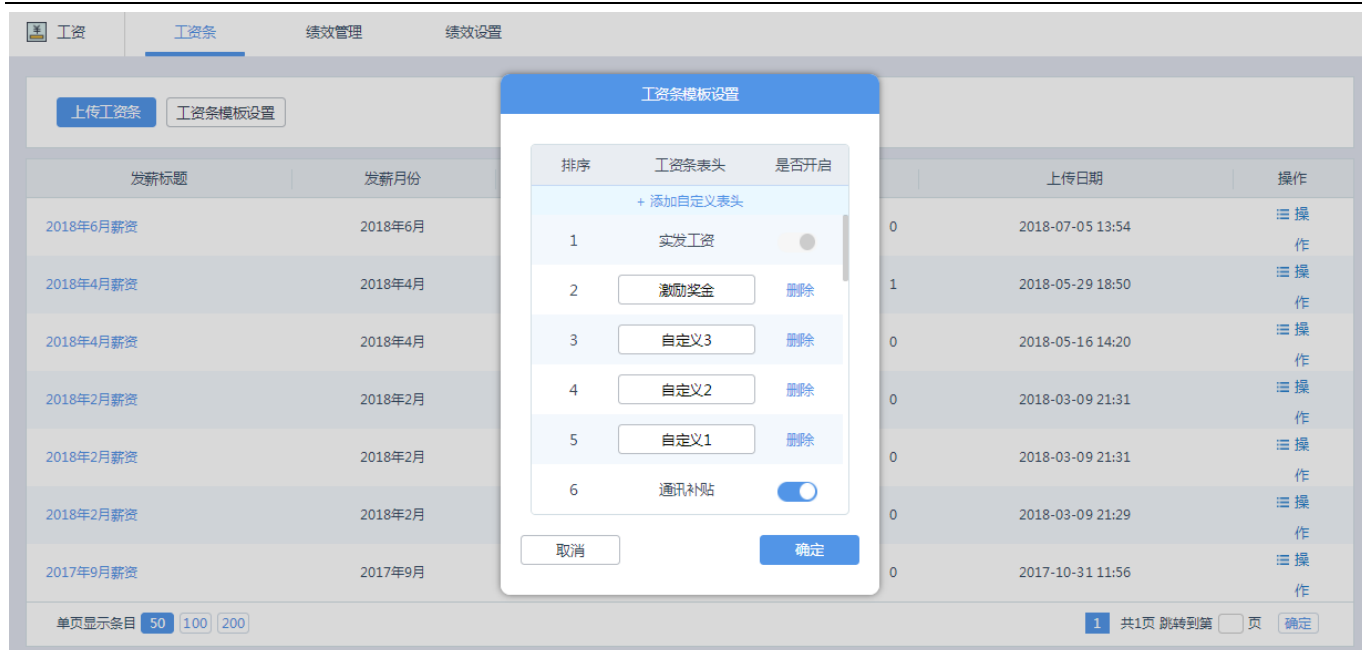 工资 工资条 绩效管理 绩效设置
工资条模板设置
上传工资条 工资条模板设置
排序 工资条表头 是否开启
发薪标题 发薪月份 上传日期 操作
+ 添加自定义表头
2018年6月薪资 2018年6月 0 2018-07-05 13:54 操作
1 实发工资
2018年4月薪资 2018年4月 1 2018-05-29 18:50 操作
2 激励奖金 删除
2018年4月薪资 2018年4月 0 2018-05-16 14:20 操作
3 自定义3 删除
2018年2月薪资 2018年2月 0 2018-03-09 21:31 操作
4 自定义2 删除
2018年2月薪资 2018年2月 0 2018-03-09 21:31 操作
5 自定义1 删除
2018年2月薪资 2018年2月 0 2018-03-09 21:29 操作
6 通讯补贴
2017年9月薪资 2017年9月 0 2017-10-31 11:56 操作
取消 确定
单页显示条目 50 100 200 1 共1页 跳转到第 页 确定